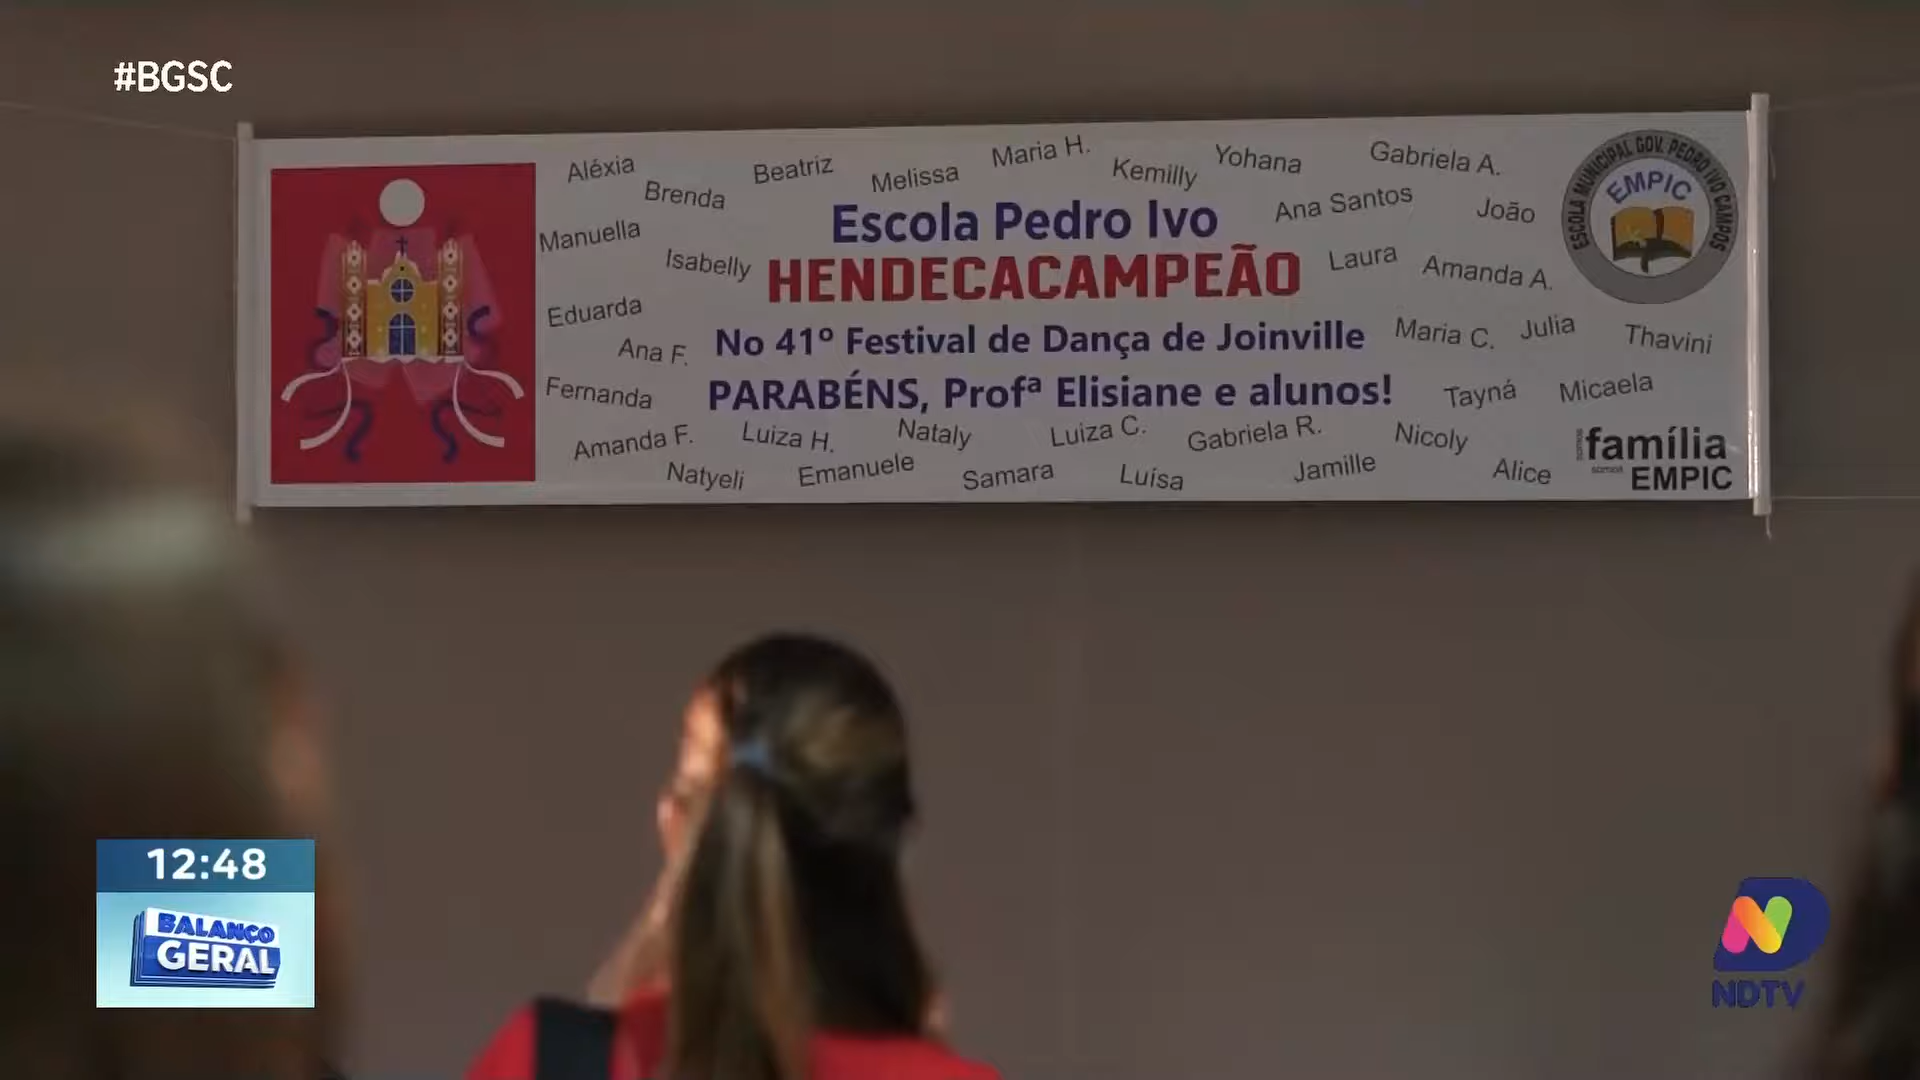 #BGSC
Aléxia
Beatriz
Maria H.
Yohana
Gabriela A.
Brenda
Melissa
Kemilly
Ana Santos
João
Manuella
Isabelly
Escola Pedro Ivo
HENDECACAMPEÃO
Laura
Amanda A.
ESCOLA MUNICIPAL GOV. PEDRO IVO CAMPOS
EMPIC
Eduarda
Ana F.
No 41º Festival de Dança de Joinville
Maria C.
Julia
Thavini
Fernanda
PARABÉNS, Profª Elisiane e alunos!
Tayná
Micaela
Amanda F.
Luiza H.
Nataly
Luiza C.
Gabriela R.
Nicoly
Natyeli
Emanuele
Samara
Luísa
Jamille
Alice
somos família
somos EMPIC
12:48
BALANÇO
GERAL
NDTV